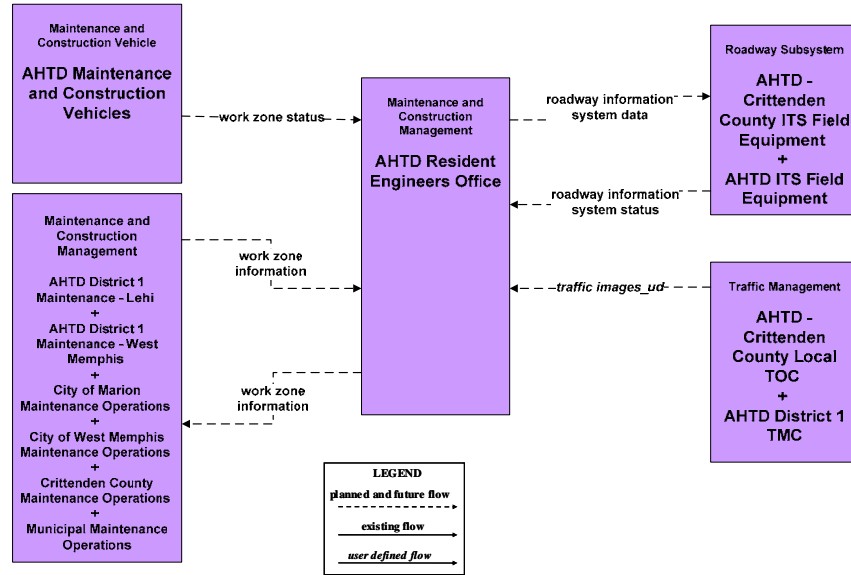 Maintenance and
Construction Vehicle
AHTD Maintenance
and Construction
Vehicles
work zone status
Maintenance and
Construction
Management
AHTD Resident
Engineers Office
roadway information
system data
Roadway Subsystem
AHTD -
Crittenden
County ITS Field
Equipment
+
AHTD ITS Field
Equipment
roadway information
system status
Maintenance and
Construction
Management
AHTD District 1
Maintenance - Lehi
+
AHTD District 1
Maintenance - West
Memphis
+
City of Marion
Maintenance Operations
+
City of West Memphis
Maintenance Operations
+
Crittenden County
Maintenance Operations
+
Municipal Maintenance
Operations
work zone
information
work zone
information
traffic images_ud
Traffic Management
AHTD -
Crittenden
County Local
TOC
+
AHTD District 1
TMC
LEGEND
planned and future flow
existing flow
user defined flow